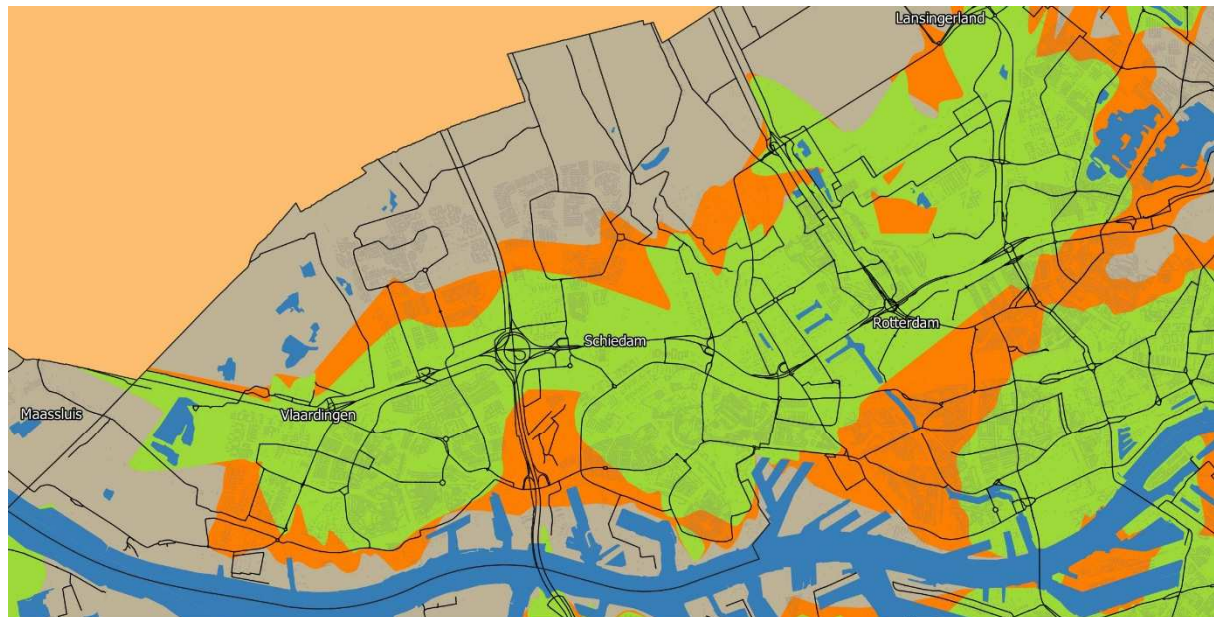 Lansingerland
Rotterdam
Schiedam
Maassluis
Vlaardingen